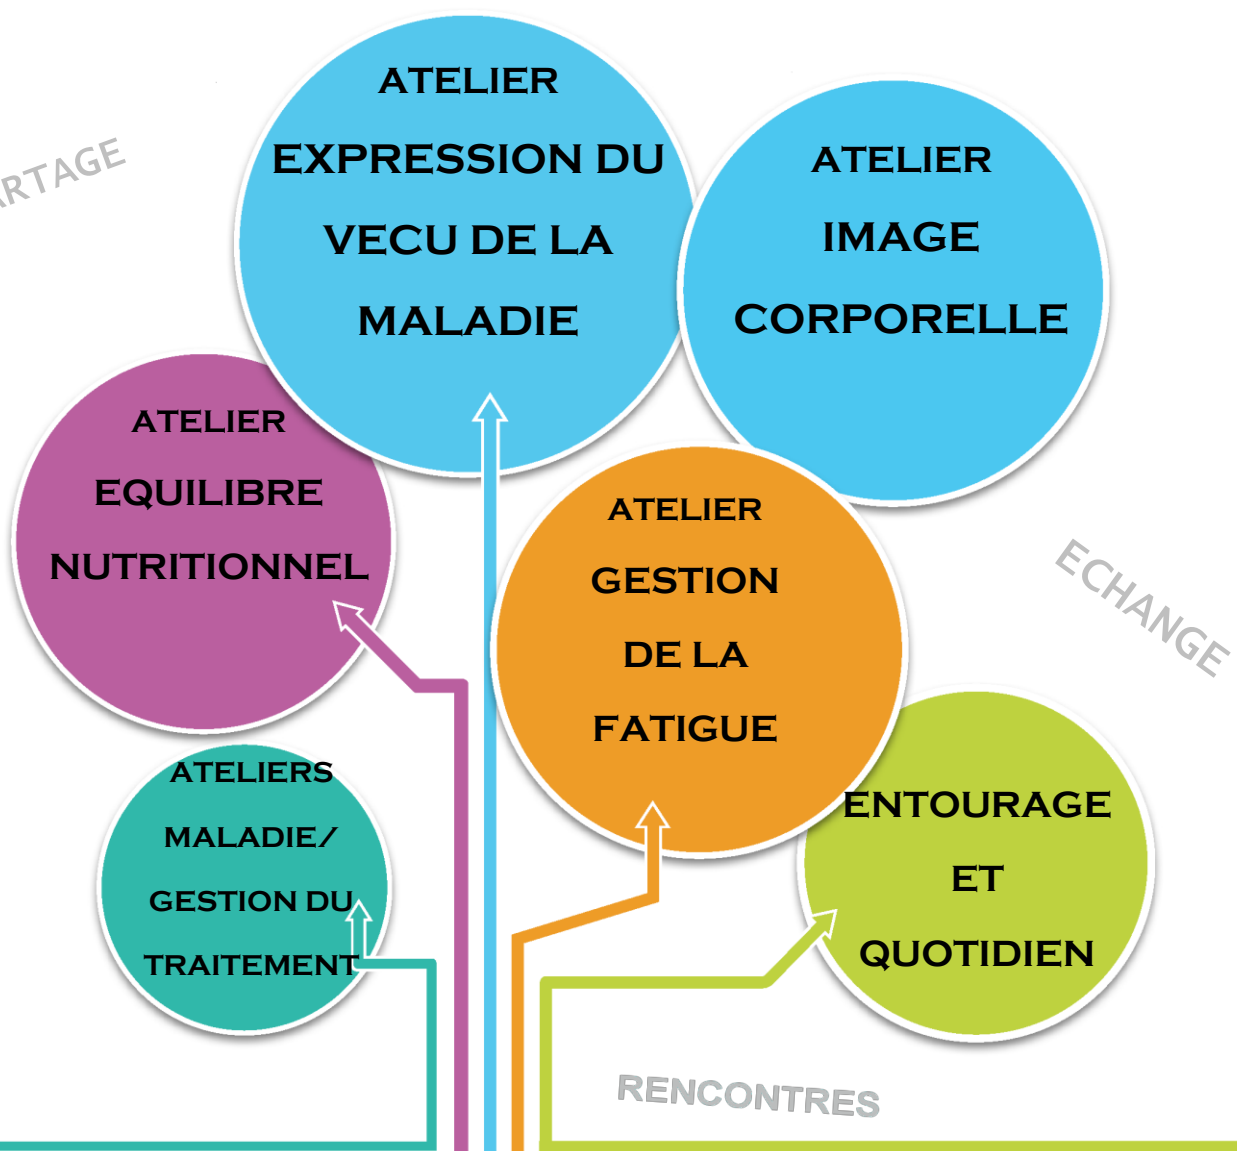 ATELIER
EXPRESSION DU
VECU DE LA
MALADIE
ATELIER
IMAGE
CORPORELLE
ATELIER
EQUILIBRE
NUTRITIONNEL
ATELIER
GESTION
DE LA
FATIGUE
ECHANGE
ATELIERS
MALADIE/
GESTION DU
TRAITEMENT
ENTOURAGE
ET
QUOTIDIEN
RENCONTRES